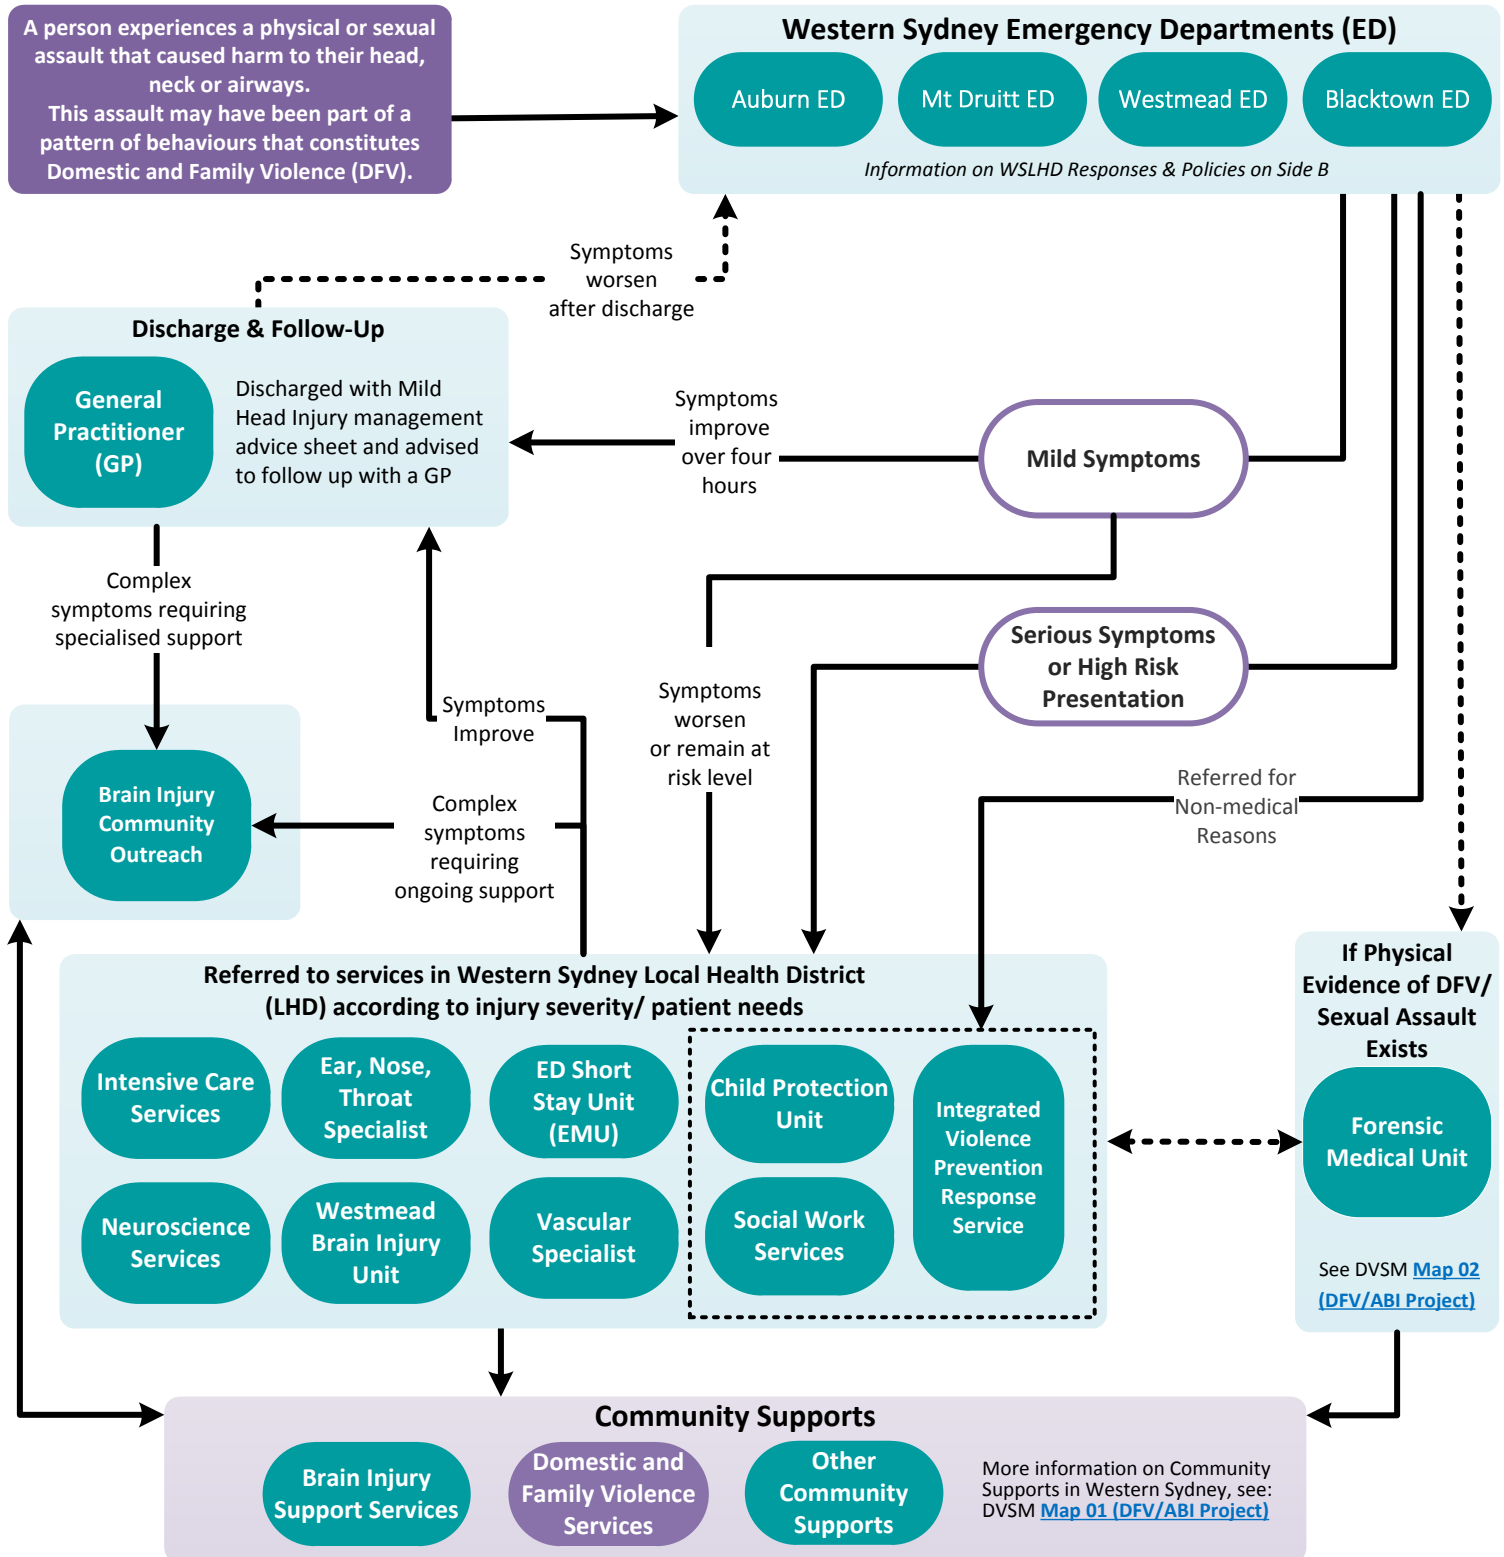 A person experiences a physical or sexual
assault that caused harm to their head,
neck or airways.
This assault may have been part of a
pattern of behaviours that constitutes
Domestic and Family Violence (DFV).
Western Sydney Emergency Departments (ED)
Auburn ED
Mt Druitt ED
Westmead ED
Blacktown ED
Information on WSLHD Responses & Policies on Side B
Symptoms
worsen
after discharge
Discharge & Follow-Up
General
Practitioner
(GP)
Discharged with Mild
Head Injury management
advice sheet and advised
to follow up with a GP
Symptoms
improve
over four
hours
Mild Symptoms
Complex
symptoms requiring
specialised support
Serious Symptoms
or High Risk
Presentation
Symptoms
Improve
Symptoms
worsen
or remain at
risk level
Referred for
Non-medical
Reasons
Brain Injury
Community
Outreach
Complex
symptoms
requiring
ongoing support
Referred to services in Western Sydney Local Health District
(LHD) according to injury severity/ patient needs
Intensive Care
Services
Ear, Nose,
Throat
Specialist
ED Short
Stay Unit
(EMU)
Child Protection
Unit
Integrated
Violence
Prevention
Response
Service
Neuroscience
Services
Westmead
Brain Injury
Unit
Vascular
Specialist
Social Work
Services
If Physical
Evidence of DFV/
Sexual Assault
Exists
Forensic
Medical Unit
See DVSM Map 02
(DFV/ABI Project)
Community Supports
Brain Injury
Support Services
Domestic and
Family Violence
Services
Other
Community
Supports
More information on Community
Supports in Western Sydney, see:
DVSM Map 01 (DFV/ABI Project)